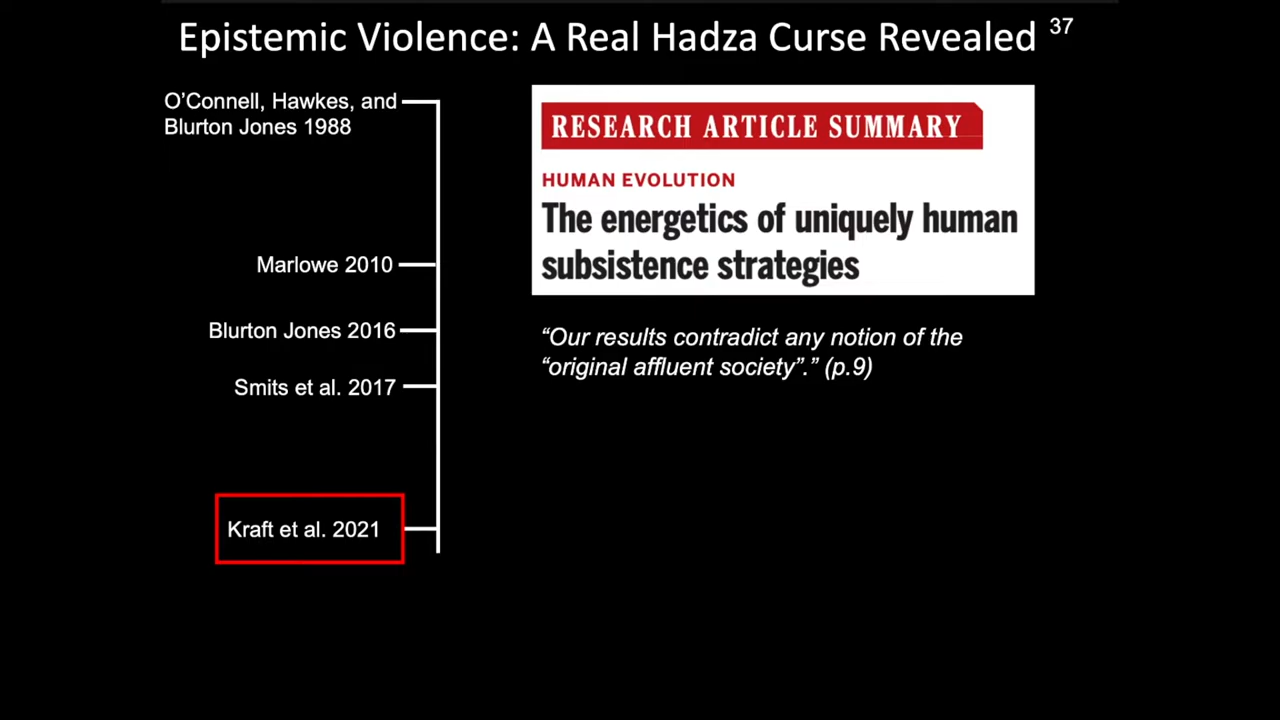 Epistemic Violence: A Real Hadza Curse Revealed 37
O’Connell, Hawkes, and
Blurton Jones 1988
Marlowe 2010
Blurton Jones 2016
Smits et al. 2017
Kraft et al. 2021
RESEARCH ARTICLE SUMMARY
HUMAN EVOLUTION
The energetics of uniquely human
subsistence strategies
“Our results contradict any notion of the
“original affluent society”.” (p.9)